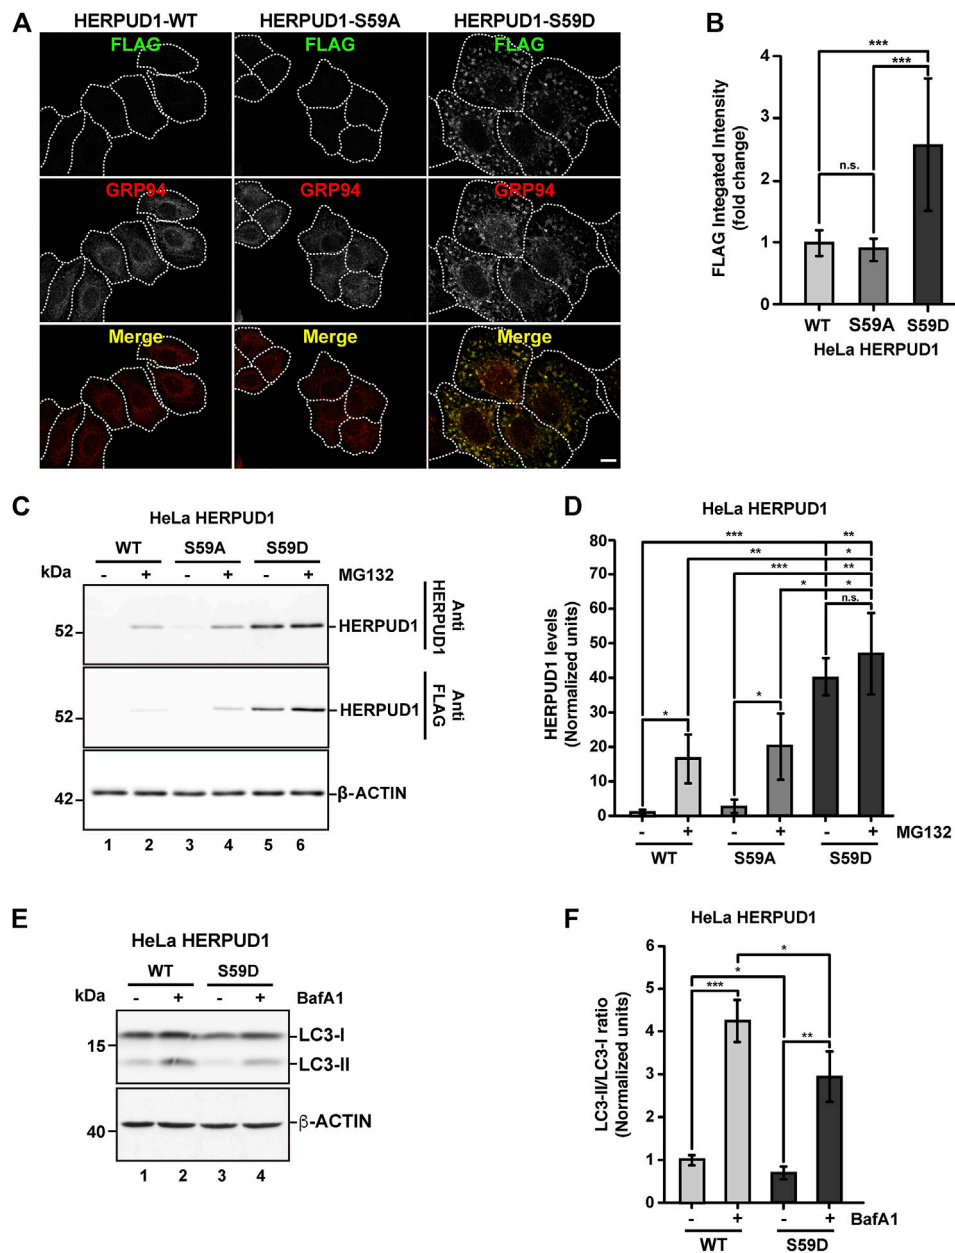 A
HERPUD1-WT HERPUD1-S59A HERPUD1-S59D
FLAG FLAG FLAG
GRP94 GRP94 GRP94
Merge Merge Merge
B
FLAG Integated Intensity
(fold change)
5
4
3
2
1
0
***
***
n.s.
WT S59A S59D
HeLa HERPUD1
C
HeLa HERPUD1
WT S59A S59D
kDa - + - + - + MG132
52 HERPUD1
Anti
HERPUD1
52 HERPUD1
Anti
FLAG
42 β-ACTIN
1 2 3 4 5 6
D
HeLa HERPUD1
HERPUD1 levels
(Normalized units)
80
70
60
50
40
30
20
10
0
*** **
** *
*** **
* *
n.s.
* *
- + - + - + MG132
WT S59A S59D
E
HeLa HERPUD1
WT S59D
kDa - + - + BafA1
LC3-I
15
LC3-II
40 β-ACTIN
1 2 3 4
F
HeLa HERPUD1
LC3-II/LC3-I ratio
(Normalized units)
6
5
4
3
2
1
0
*
*
***
**
- + - + BafA1
WT S59D